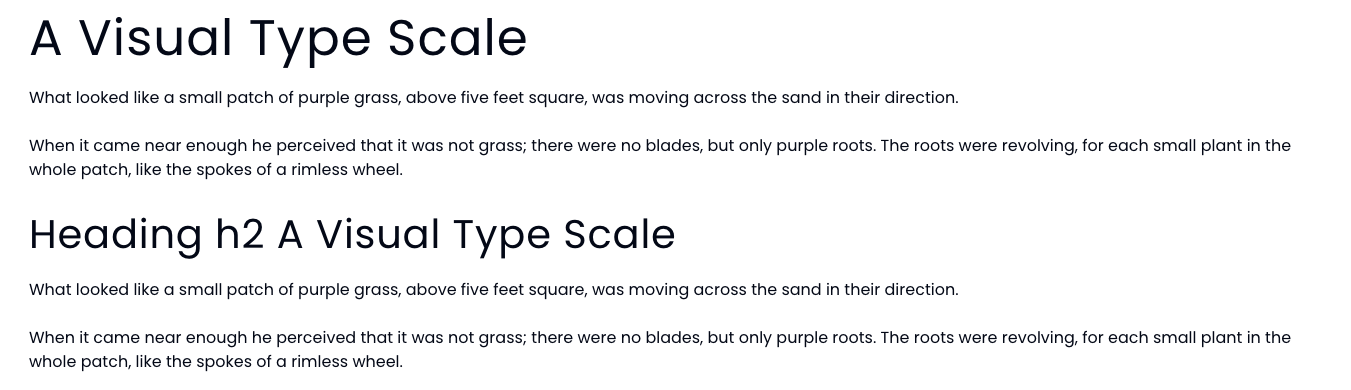 A Visual Type Scale
What looked like a small patch of purple grass, above five feet square, was moving across the sand in their direction.
When it came near enough he perceived that it was not grass; there were no blades, but only purple roots. The roots were revolving, for each small plant in the
whole patch, like the spokes of a rimless wheel.
Heading h2 A Visual Type Scale
What looked like a small patch of purple grass, above five feet square, was moving across the sand in their direction.
When it came near enough he perceived that it was not grass; there were no blades, but only purple roots. The roots were revolving, for each small plant in the
whole patch, like the spokes of a rimless wheel.